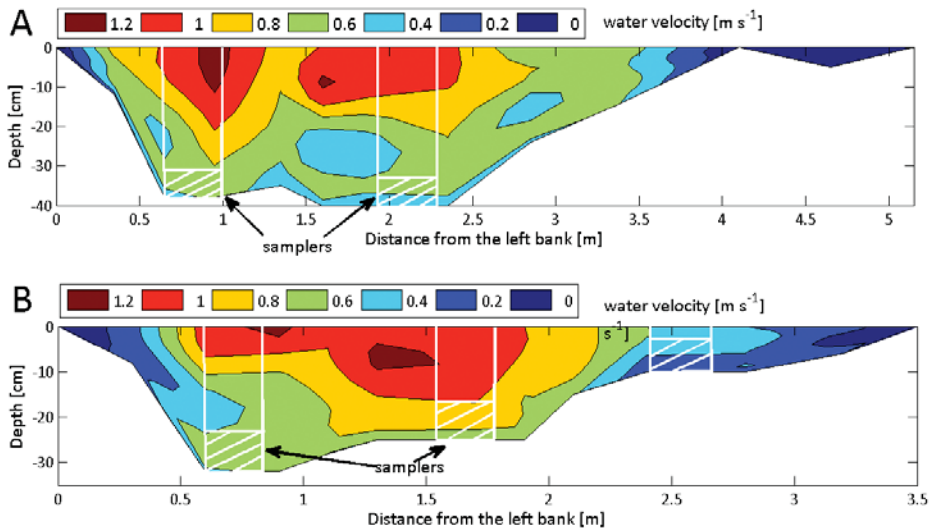 A
1.2 1 0.8 0.6 0.4 0.2 0 water velocity [m s⁻¹]
0
-10
-20
-30
-40
Depth [cm]
0 0.5 1 1.5 2 2.5 3 3.5 4 4.5 5
samplers
Distance from the left bank [m]
B
1.2 1 0.8 0.6 0.4 0.2 0 water velocity [m s⁻¹]
s⁻¹]
0
-10
-20
-30
Depth [cm]
samplers
0 0.5 1 1.5 2 2.5 3 3.5
Distance from the left bank [m]